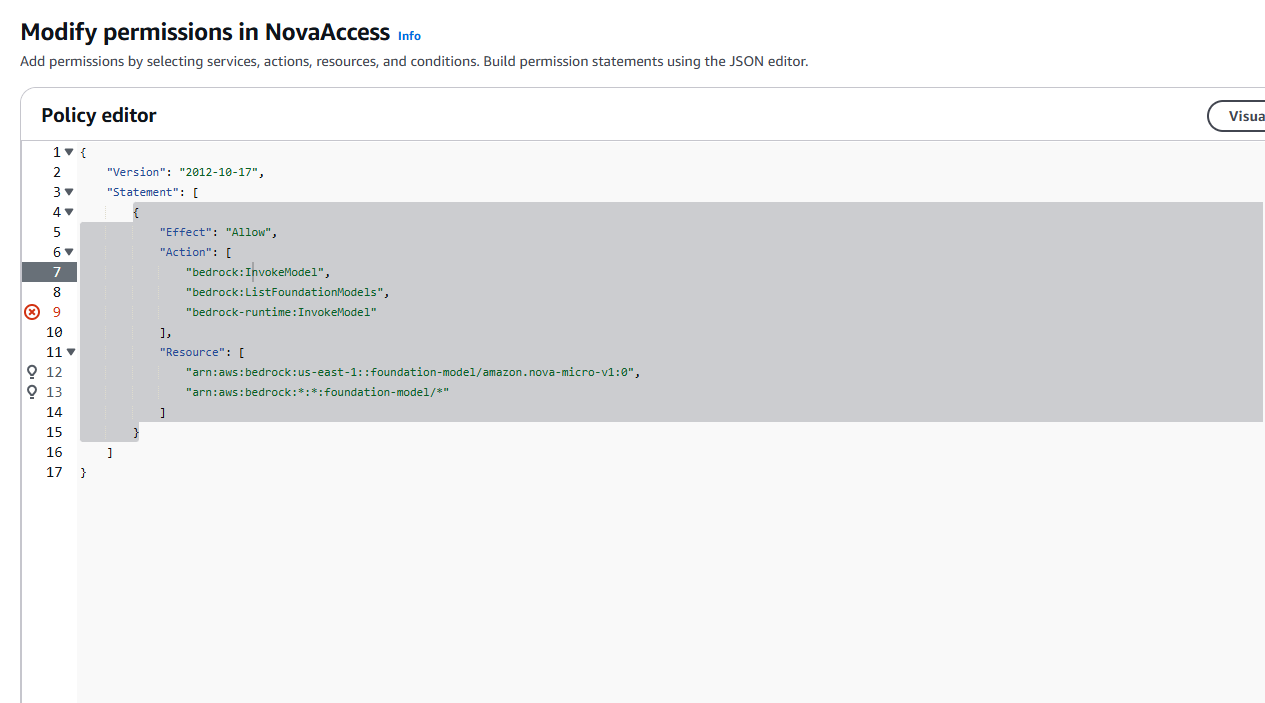 Modify permissions in NovaAccess Info
Add permissions by selecting services, actions, resources, and conditions. Build permission statements using the JSON editor.
Policy editor
Visua
1 {
2 "Version": "2012-10-17",
3 "Statement": [
4 {
5 "Effect": "Allow",
6 "Action": [
7 "bedrock:InvokeModel",
8 "bedrock:ListFoundationModels",
9 "bedrock-runtime:InvokeModel"
10 ],
11 "Resource": [
12 "arn:aws:bedrock:us-east-1::foundation-model/amazon.nova-micro-v1:0",
13 "arn:aws:bedrock:*:*:foundation-model/*"
14 ]
15 }
16 ]
17 }